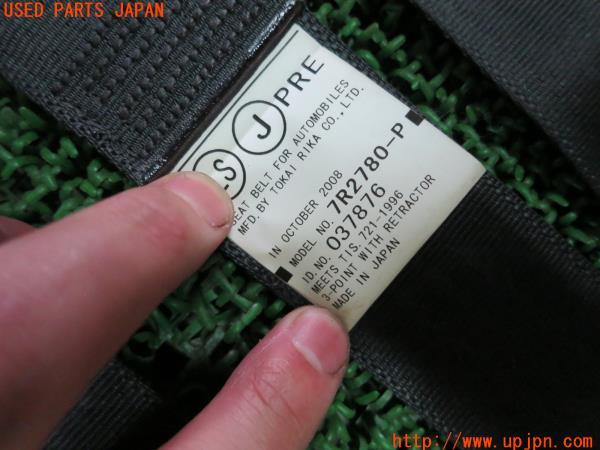 USED PARTS JAPAN
LS J PRE
SEAT BELT FOR AUTOMOBILES
MFD. BY TOKAI RIKA CO., LTD.
IN OCTOBER 2008
MODEL NO. 7R2780-P
ID. NO. 037876
MEETS TIS. 721-1996
3-POINT WITH RETRACTOR
MADE IN JAPAN
http://www.upjpn.com